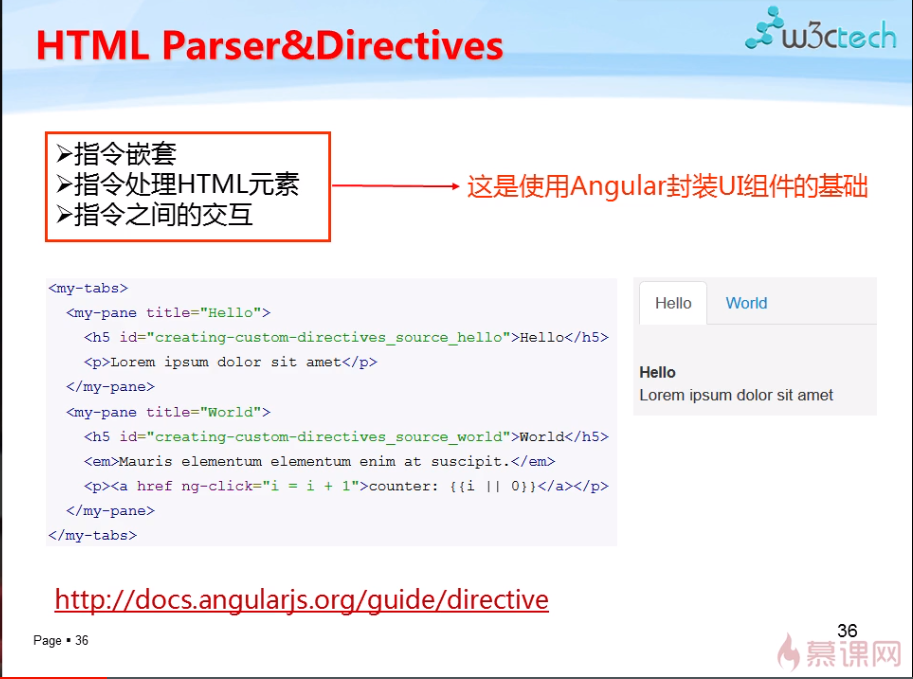 HTML Parser&Directives
w3ctech
➢指令嵌套
➢指令处理HTML元素
➢指令之间的交互
这是使用Angular封装UI组件的基础
<my-tabs>
<my-pane title="Hello">
<h5 id="creating-custom-directives_source_hello">Hello</h5>
<p>Lorem ipsum dolor sit amet</p>
</my-pane>
<my-pane title="World">
<h5 id="creating-custom-directives_source_world">World</h5>
<em>Mauris elementum elementum enim at suscipit.</em>
<p><a href ng-click="i = i + 1">counter: {{i || 0}}</a></p>
</my-pane>
</my-tabs>
Hello World
Hello
Lorem ipsum dolor sit amet
http://docs.angularjs.org/guide/directive
Page ▪ 36
36
慕课网